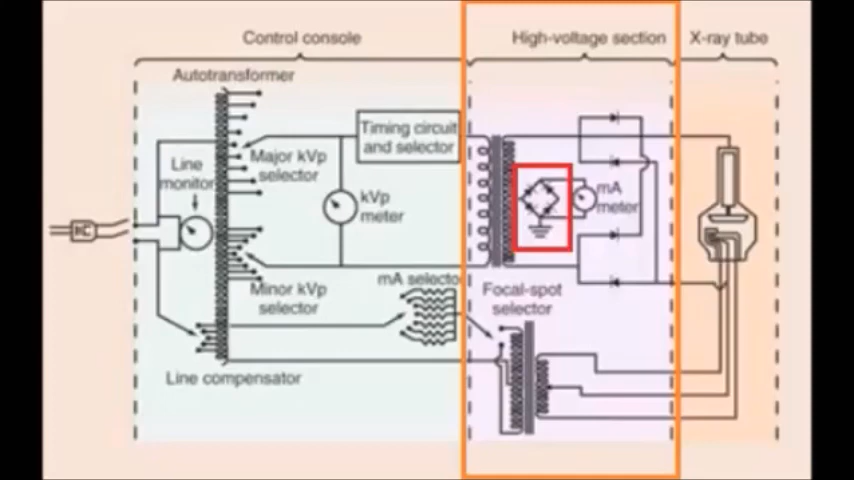 Control console
High-voltage section
X-ray tube
Autotransformer
Timing circuit
and selector
Line
monitor
Major kVp
selector
kVp
meter
mA
meter
mA selector
Minor kVp
selector
Focal-spot
selector
Line compensator